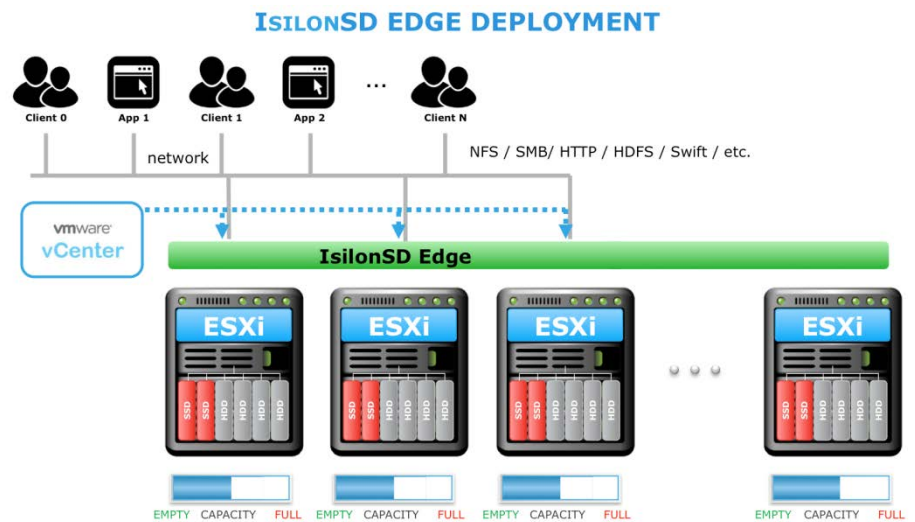 ISILONSD EDGE DEPLOYMENT
Client 0 App 1 Client 1 App 2 ... Client N
network
NFS / SMB/ HTTP / HDFS / Swift / etc.
vmware
vCenter
IsilonSD Edge
ESXi ESXi ESXi ESXi
SSD SSD HDD HDD HDD HDD SSD SSD HDD HDD HDD HDD SSD SSD HDD HDD HDD HDD SSD SSD HDD HDD HDD HDD
EMPTY CAPACITY FULL EMPTY CAPACITY FULL EMPTY CAPACITY FULL EMPTY CAPACITY FULL